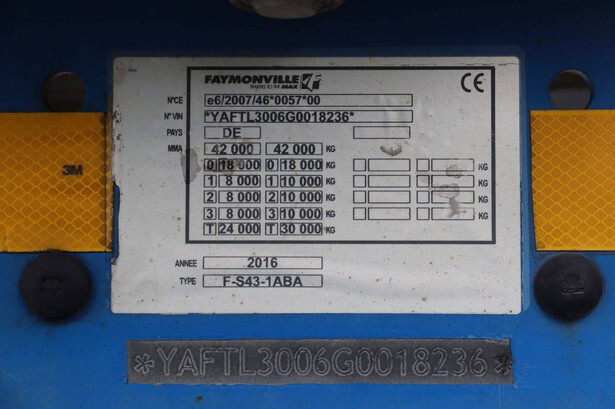 FAYMONVILLE
TRAILERS TO THE MAX
CE
N°CE e6/2007/46*0057*00
N°VIN *YAFTL3006G0018236*
PAYS DE
MMA 42 000 42 000 KG
0 18 000 0 18 000 KG KG
1 8 000 1 10 000 KG KG
2 8 000 2 10 000 KG KG
3 8 000 3 10 000 KG KG
T 24 000 T 30 000 KG
3M
ANNEE 2016
TYPE F-S43-1ABA
*YAFTL3006G0018236*